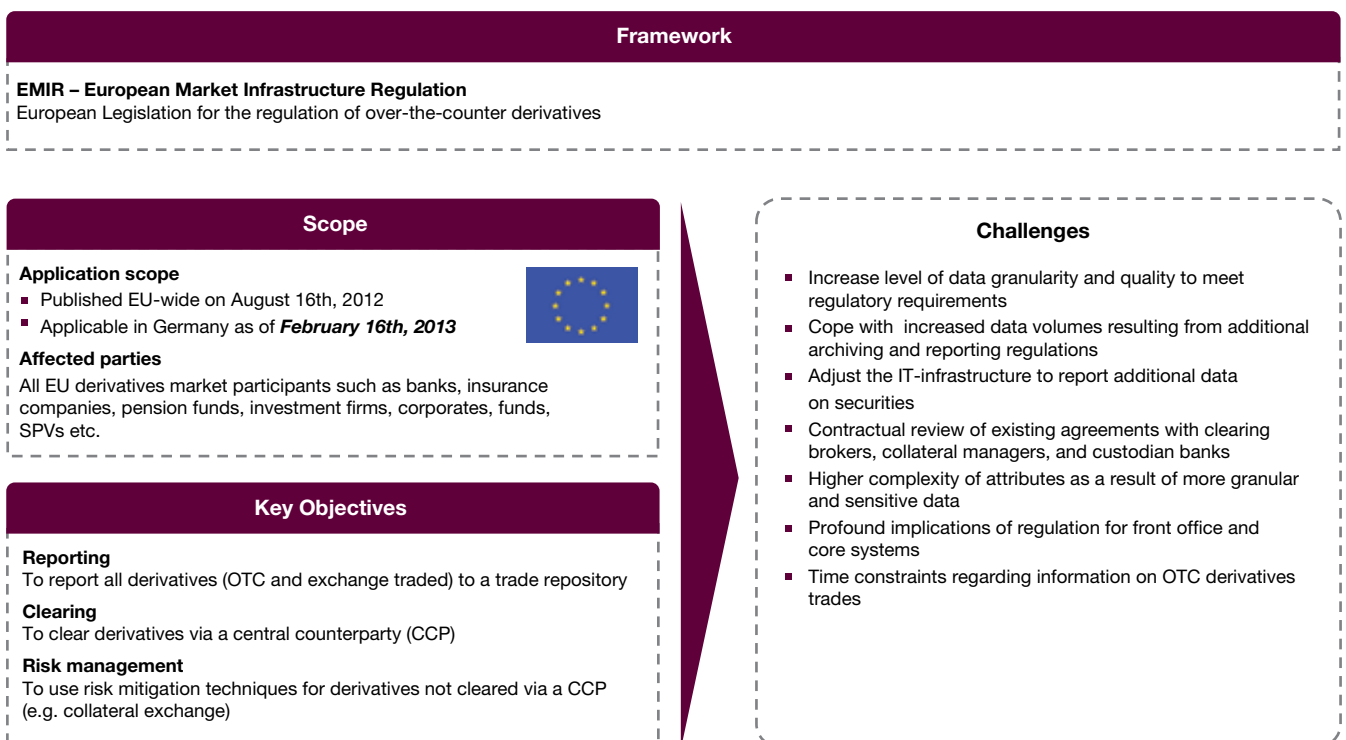 Framework
EMIR – European Market Infrastructure Regulation
European Legislation for the regulation of over-the-counter derivatives
Scope
Application scope
Published EU-wide on August 16th, 2012
Applicable in Germany as of February 16th, 2013
Affected parties
All EU derivatives market participants such as banks, insurance
companies, pension funds, investment firms, corporates, funds,
SPVs etc.
Key Objectives
Reporting
To report all derivatives (OTC and exchange traded) to a trade repository
Clearing
To clear derivatives via a central counterparty (CCP)
Risk management
To use risk mitigation techniques for derivatives not cleared via a CCP
(e.g. collateral exchange)
Challenges
Increase level of data granularity and quality to meet
regulatory requirements
Cope with increased data volumes resulting from additional
archiving and reporting regulations
Adjust the IT-infrastructure to report additional data
on securities
Contractual review of existing agreements with clearing
brokers, collateral managers, and custodian banks
Higher complexity of attributes as a result of more granular
and sensitive data
Profound implications of regulation for front office and
core systems
Time constraints regarding information on OTC derivatives
trades